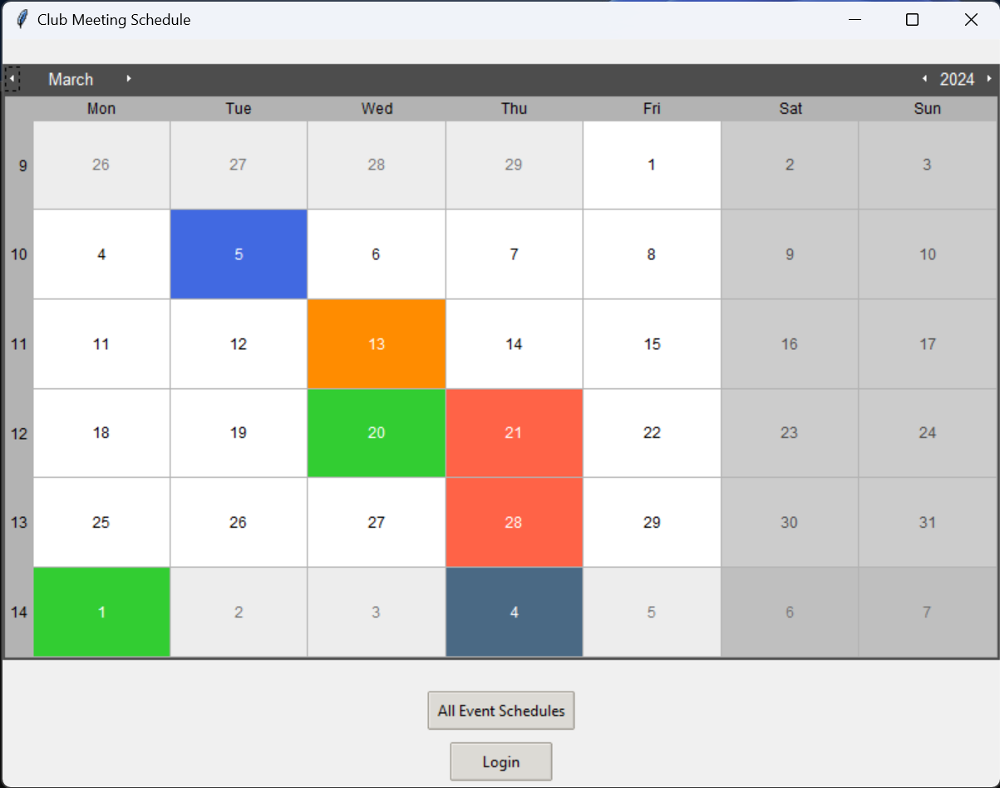 Club Meeting Schedule
March 2024
Mon Tue Wed Thu Fri Sat Sun
9 26 27 28 29 1 2 3
10 4 5 6 7 8 9 10
11 11 12 13 14 15 16 17
12 18 19 20 21 22 23 24
13 25 26 27 28 29 30 31
14 1 2 3 4 5 6 7
All Event Schedules
Login